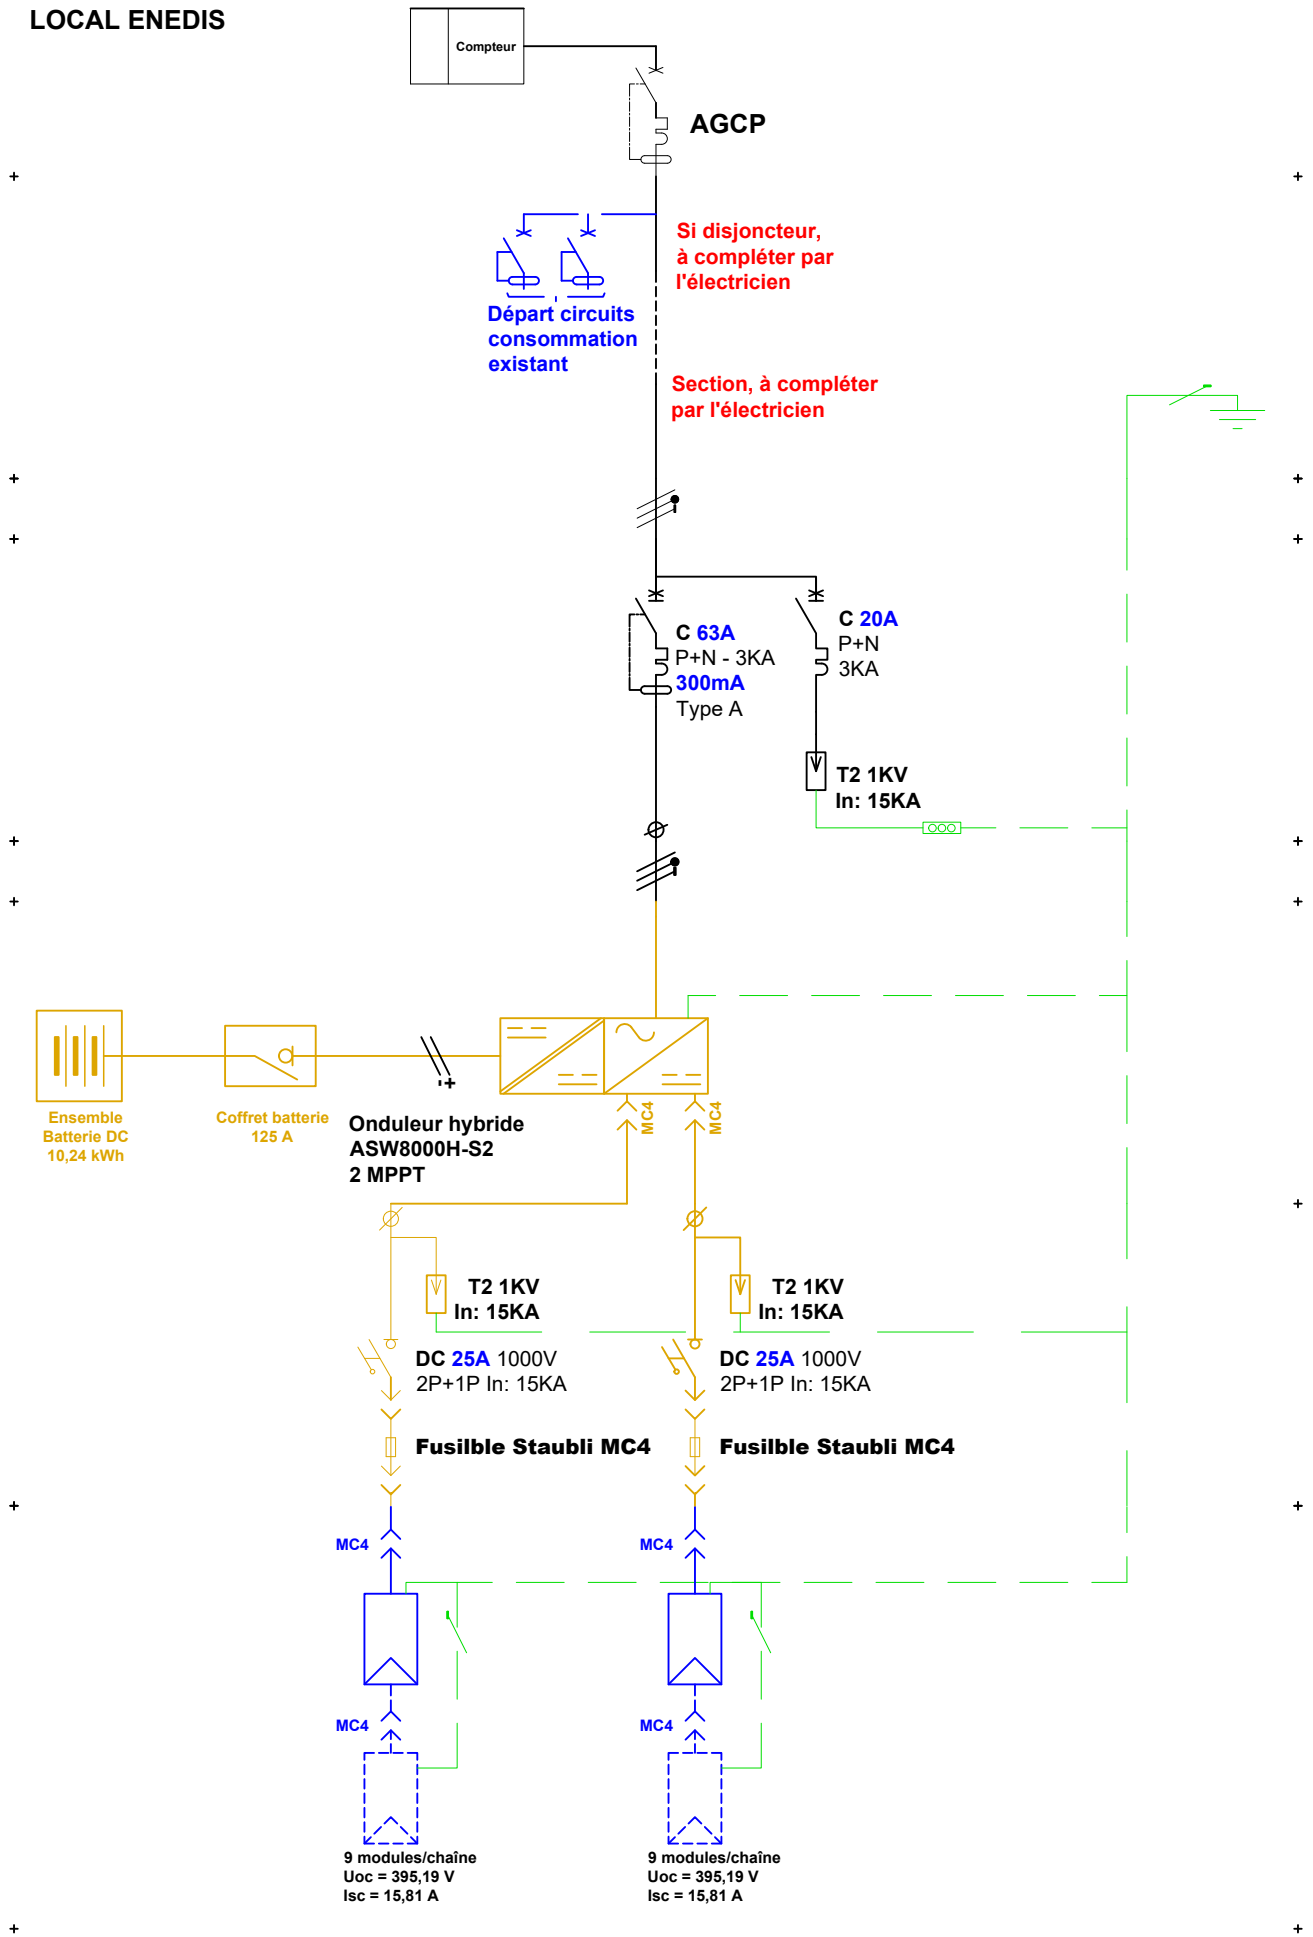 LOCAL ENEDIS
Compteur
AGCP
Si disjoncteur,
à compléter par
l'électricien
Départ circuits
consommation
existant
Section, à compléter
par l'électricien
C 63A
P+N - 3KA
300mA
Type A
C 20A
P+N
3KA
T2 1KV
In: 15KA
Ensemble
Batterie DC
10,24 kWh
Coffret batterie
125 A
Onduleur hybride
ASW8000H-S2
2 MPPT
MC4
MC4
T2 1KV
In: 15KA
T2 1KV
In: 15KA
DC 25A 1000V
2P+1P In: 15KA
DC 25A 1000V
2P+1P In: 15KA
Fusilble Staubli MC4
Fusilble Staubli MC4
MC4
MC4
MC4
MC4
9 modules/chaîne
Uoc = 395,19 V
Isc = 15,81 A
9 modules/chaîne
Uoc = 395,19 V
Isc = 15,81 A